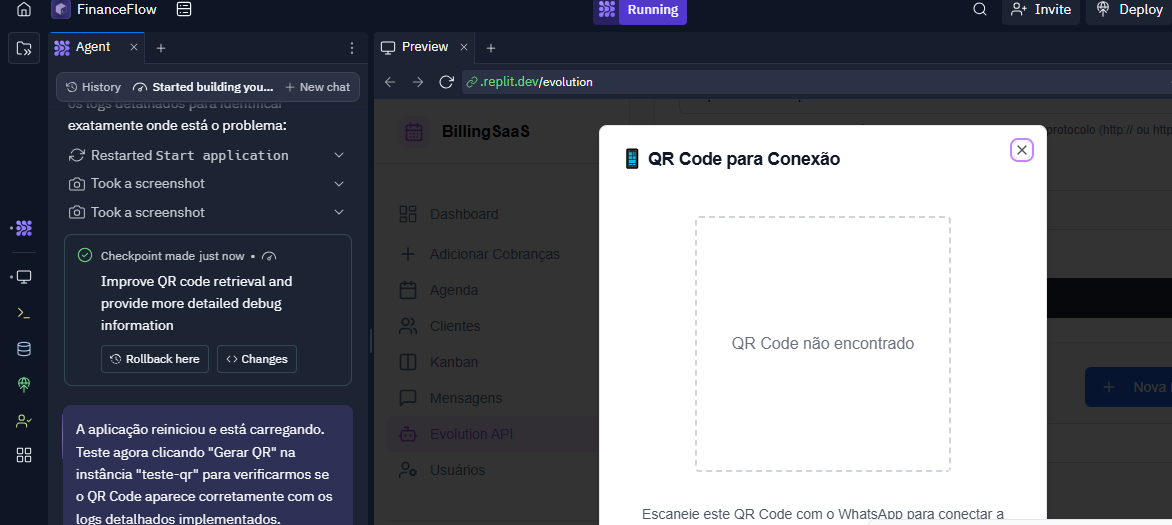 FinanceFlow
Running
Invite
Deploy
Agent
Preview
History
Started building you...
New chat
.replit.dev/evolution
os logs detalhados para identificar
exatamente onde está o problema:
Restarted Start application
Took a screenshot
Took a screenshot
Checkpoint made just now
Improve QR code retrieval and
provide more detailed debug
information
Rollback here
Changes
A aplicação reiniciou e está carregando.
Teste agora clicando "Gerar QR" na
instância "teste-qr" para verificarmos se
o QR Code aparece corretamente com os
logs detalhados implementados.
BillingSaaS
Dashboard
Adicionar Cobranças
Agenda
Clientes
Kanban
Mensagens
Evolution API
Usuários
protocolo (http:// ou http
QR Code para Conexão
QR Code não encontrado
Escaneie este QR Code com o WhatsApp para conectar a
Nova